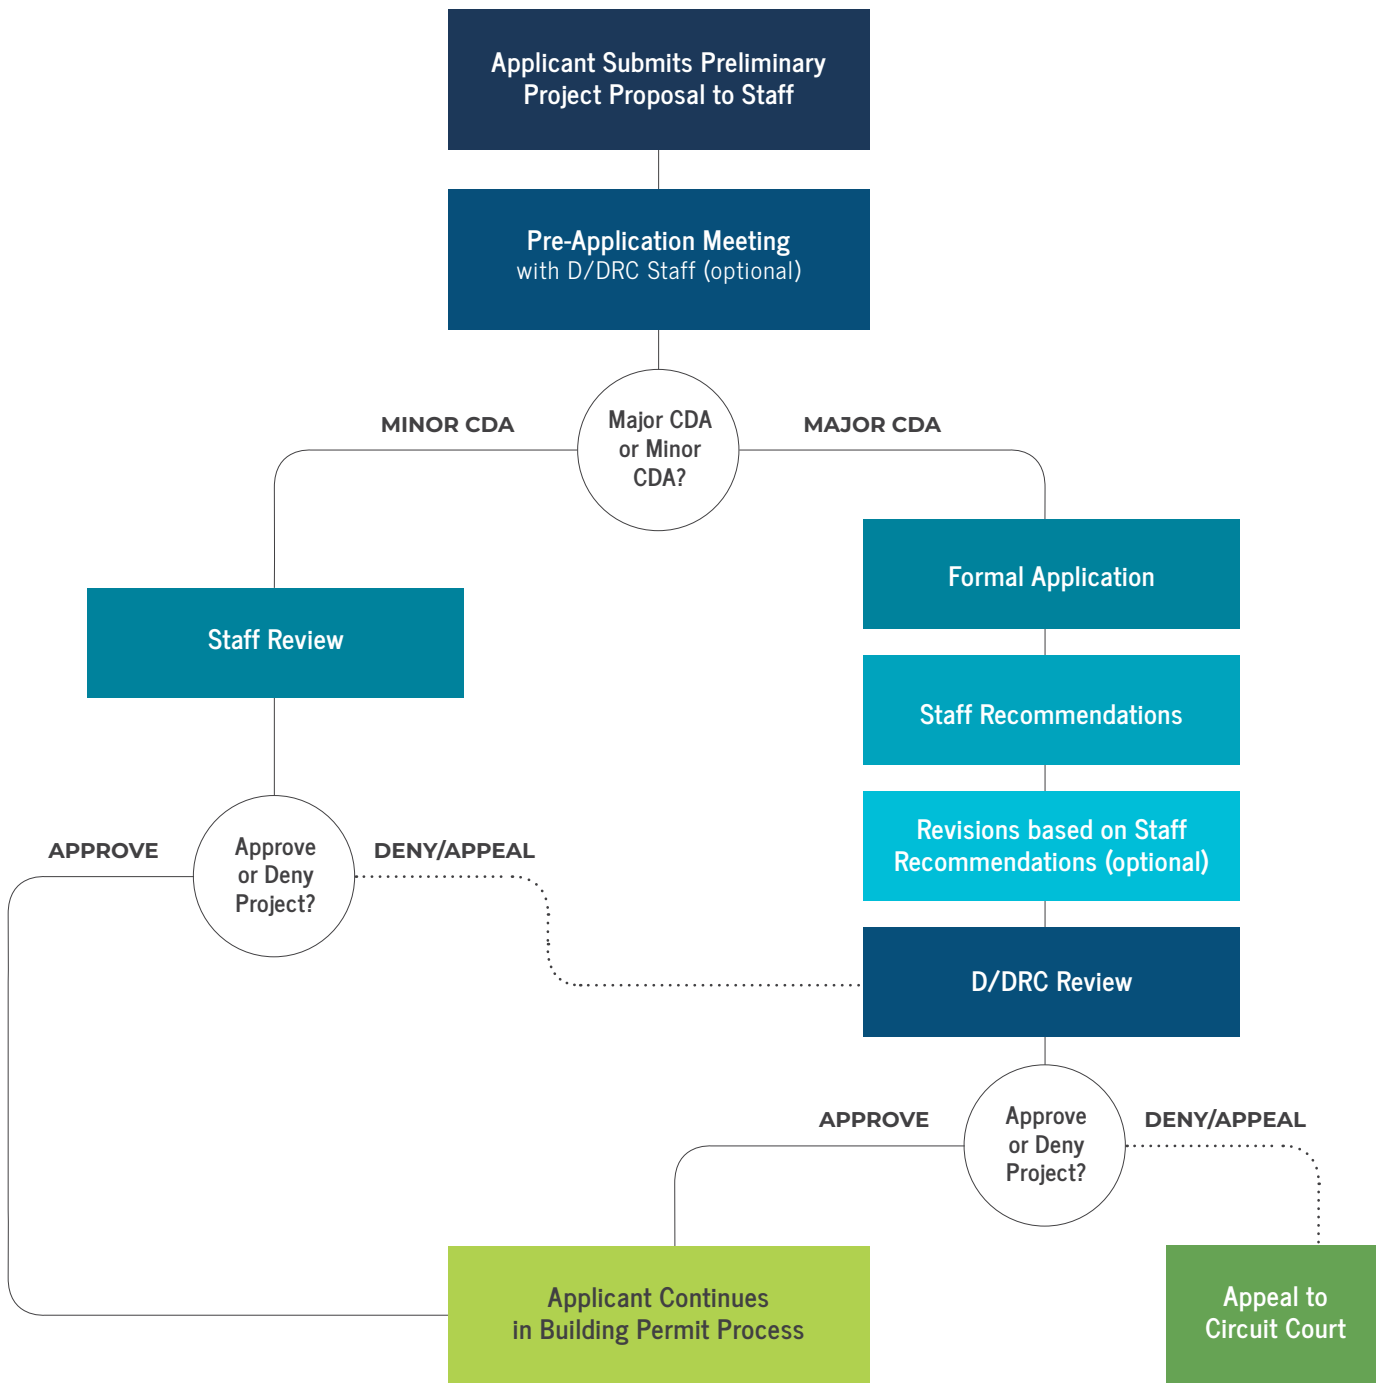 Applicant Submits Preliminary
Project Proposal to Staff
Pre-Application Meeting
with D/DRC Staff (optional)
MINOR CDA
Major CDA
or Minor
CDA?
MAJOR CDA
Formal Application
Staff Review
Staff Recommendations
Revisions based on Staff
Recommendations (optional)
APPROVE
Approve
or Deny
Project?
DENY/APPEAL
D/DRC Review
APPROVE
Approve
or Deny
Project?
DENY/APPEAL
Applicant Continues
in Building Permit Process
Appeal to
Circuit Court